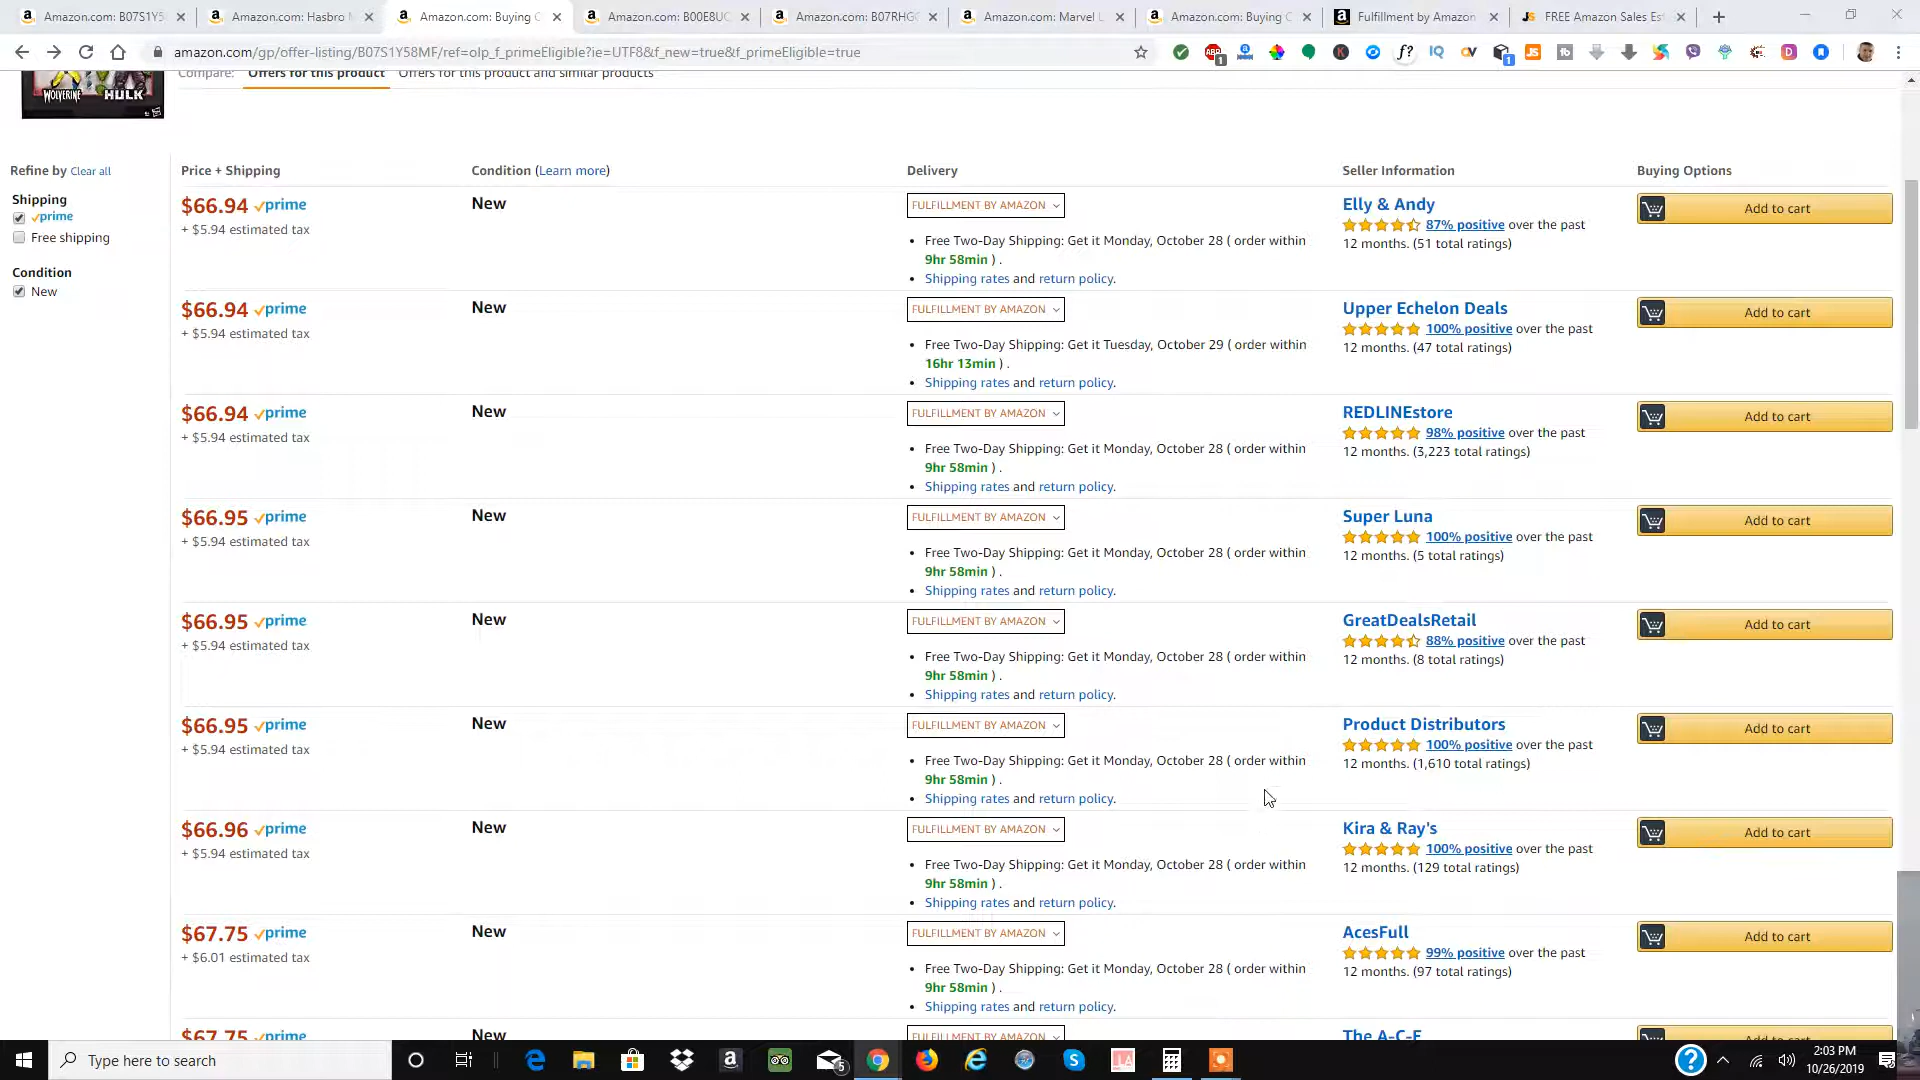 Amazon.com: B07S1Y5
Amazon.com: Hasbro M
Amazon.com: Buying C
Amazon.com: B00E8UC
Amazon.com: B07RHG
Amazon.com: Marvel L
Amazon.com: Buying C
Fulfillment by Amazon
FREE Amazon Sales Es
amazon.com/gp/offer-listing/B07S1Y58MF/ref=olp_f_primeEligible?ie=UTF8&f_new=true&f_primeEligible=true
Compare: Offers for this product Offers for this product and similar products
WOLVERINE HULK
Refine by Clear all
Shipping
prime
Free shipping
Condition
New
Price + Shipping Condition (Learn more) Delivery Seller Information Buying Options
$66.94 prime New FULFILLMENT BY AMAZON Elly & Andy Add to cart
+ $5.94 estimated tax 87% positive over the past
Free Two-Day Shipping: Get it Monday, October 28 ( order within 12 months. (51 total ratings)
9hr 58min ) .
Shipping rates and return policy.
$66.94 prime New FULFILLMENT BY AMAZON Upper Echelon Deals Add to cart
+ $5.94 estimated tax 100% positive over the past
Free Two-Day Shipping: Get it Tuesday, October 29 ( order within 12 months. (47 total ratings)
16hr 13min ) .
Shipping rates and return policy.
$66.94 prime New FULFILLMENT BY AMAZON REDLINEstore Add to cart
+ $5.94 estimated tax 98% positive over the past
Free Two-Day Shipping: Get it Monday, October 28 ( order within 12 months. (3,223 total ratings)
9hr 58min ) .
Shipping rates and return policy.
$66.95 prime New FULFILLMENT BY AMAZON Super Luna Add to cart
+ $5.94 estimated tax 100% positive over the past
Free Two-Day Shipping: Get it Monday, October 28 ( order within 12 months. (5 total ratings)
9hr 58min ) .
Shipping rates and return policy.
$66.95 prime New FULFILLMENT BY AMAZON GreatDealsRetail Add to cart
+ $5.94 estimated tax 88% positive over the past
Free Two-Day Shipping: Get it Monday, October 28 ( order within 12 months. (8 total ratings)
9hr 58min ) .
Shipping rates and return policy.
$66.95 prime New FULFILLMENT BY AMAZON Product Distributors Add to cart
+ $5.94 estimated tax 100% positive over the past
Free Two-Day Shipping: Get it Monday, October 28 ( order within 12 months. (1,610 total ratings)
9hr 58min ) .
Shipping rates and return policy.
$66.96 prime New FULFILLMENT BY AMAZON Kira & Ray's Add to cart
+ $5.94 estimated tax 100% positive over the past
Free Two-Day Shipping: Get it Monday, October 28 ( order within 12 months. (129 total ratings)
9hr 58min ) .
Shipping rates and return policy.
$67.75 prime New FULFILLMENT BY AMAZON AcesFull Add to cart
+ $6.01 estimated tax 99% positive over the past
Free Two-Day Shipping: Get it Monday, October 28 ( order within 12 months. (97 total ratings)
9hr 58min ) .
Shipping rates and return policy.
$67.75 prime New FULFILLMENT BY AMAZON The A-C-E Add to cart
Type here to search
2:03 PM
10/26/2019